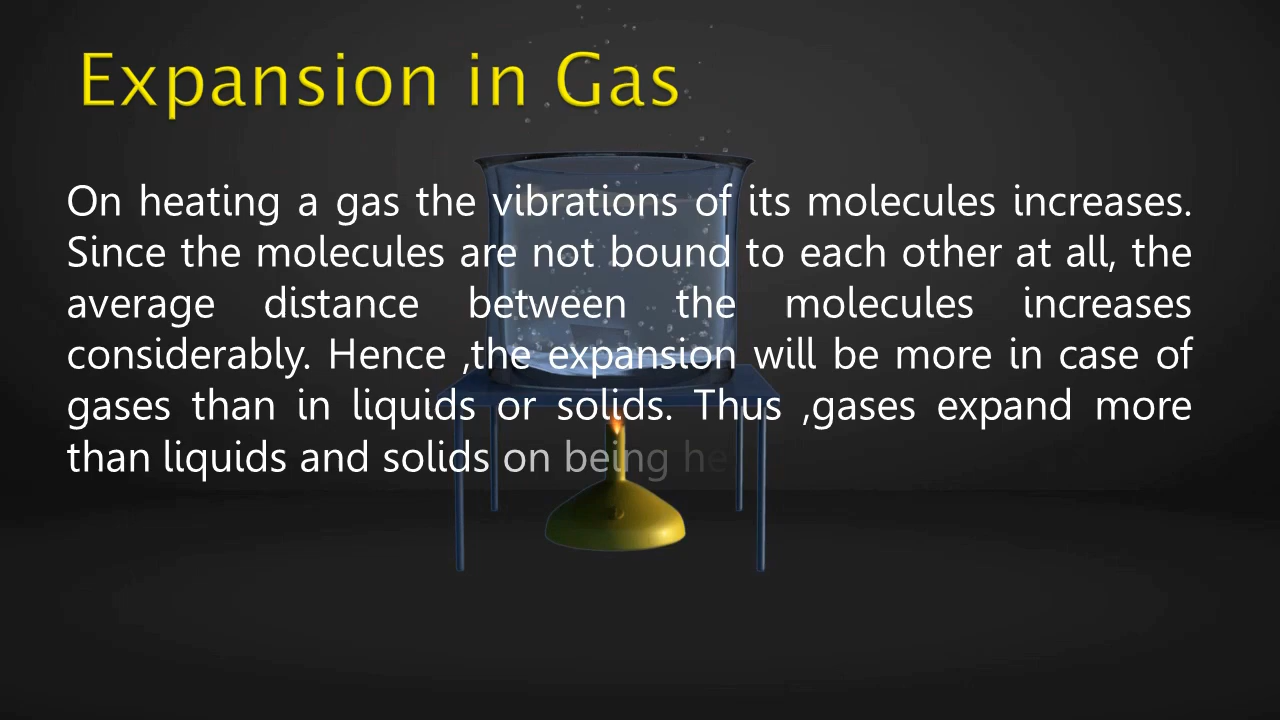 Expansion in Gas
On heating a gas the vibrations of its molecules increases.
Since the molecules are not bound to each other at all, the
average distance between the molecules increases
considerably. Hence ,the expansion will be more in case of
gases than in liquids or solids. Thus ,gases expand more
than liquids and solids on being he